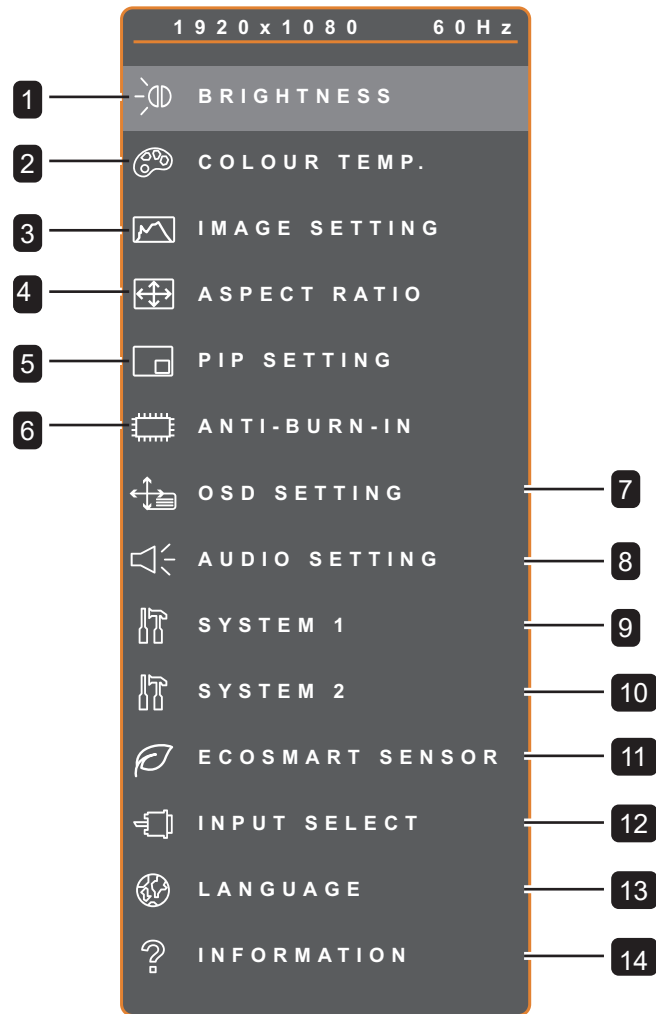 1920x1080 60Hz
1 BRIGHTNESS
2 COLOUR TEMP.
3 IMAGE SETTING
4 ASPECT RATIO
5 PIP SETTING
6 ANTI-BURN-IN
OSD SETTING 7
AUDIO SETTING 8
SYSTEM 1 9
SYSTEM 2 10
ECOSMART SENSOR 11
INPUT SELECT 12
LANGUAGE 13
INFORMATION 14